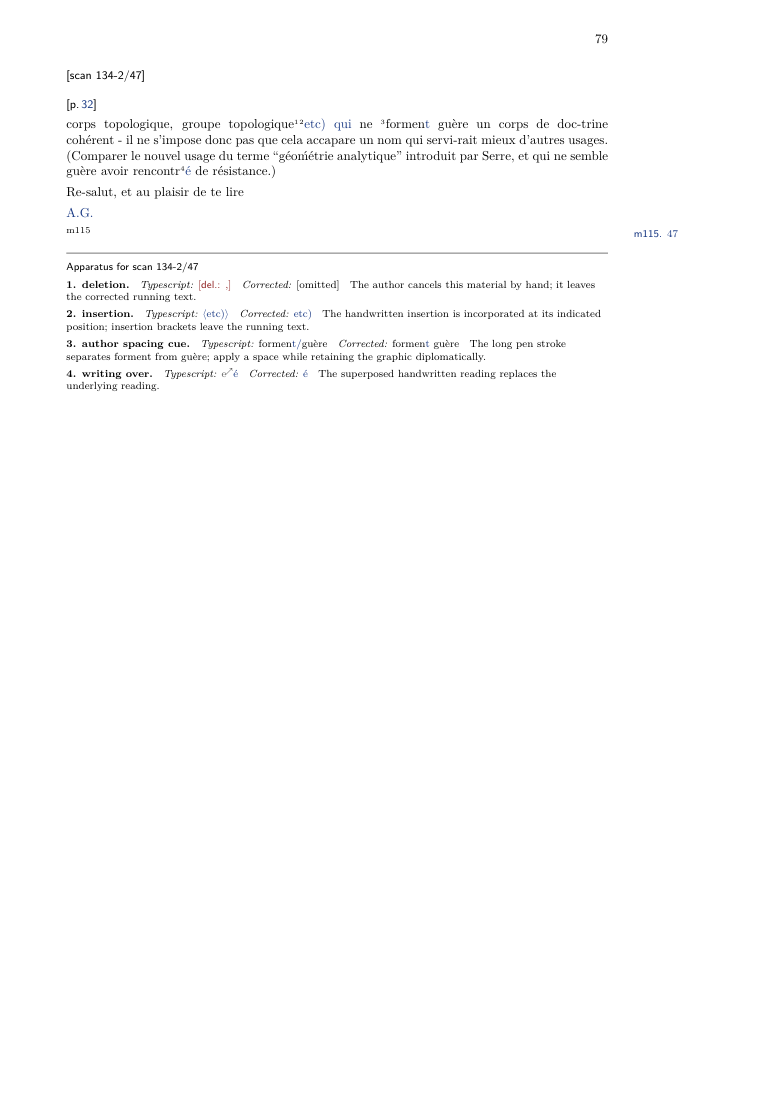 79
[scan 134-2/47]
[p. 32]
corps topologique, groupe topologique¹²etc) qui ne ³forment guère un corps de doc-trine
cohérent - il ne s'impose donc pas que cela accapare un nom qui servi-rait mieux d'autres usages.
(Comparer le nouvel usage du terme “géoḿétrie analytique” introduit par Serre, et qui ne semble
guère avoir rencontr⁴é de résistance.)
Re-salut, et au plaisir de te lire
A.G.
m115
m115. 47
Apparatus for scan 134-2/47
1. deletion. Typescript: [del.: ,] Corrected: [omitted] The author cancels this material by hand; it leaves
the corrected running text.
2. insertion. Typescript: ⟨etc)⟩ Corrected: etc) The handwritten insertion is incorporated at its indicated
position; insertion brackets leave the running text.
3. author spacing cue. Typescript: forment/guère Corrected: forment guère The long pen stroke
separates forment from guère; apply a space while retaining the graphic diplomatically.
4. writing over. Typescript: e↗é Corrected: é The superposed handwritten reading replaces the
underlying reading.